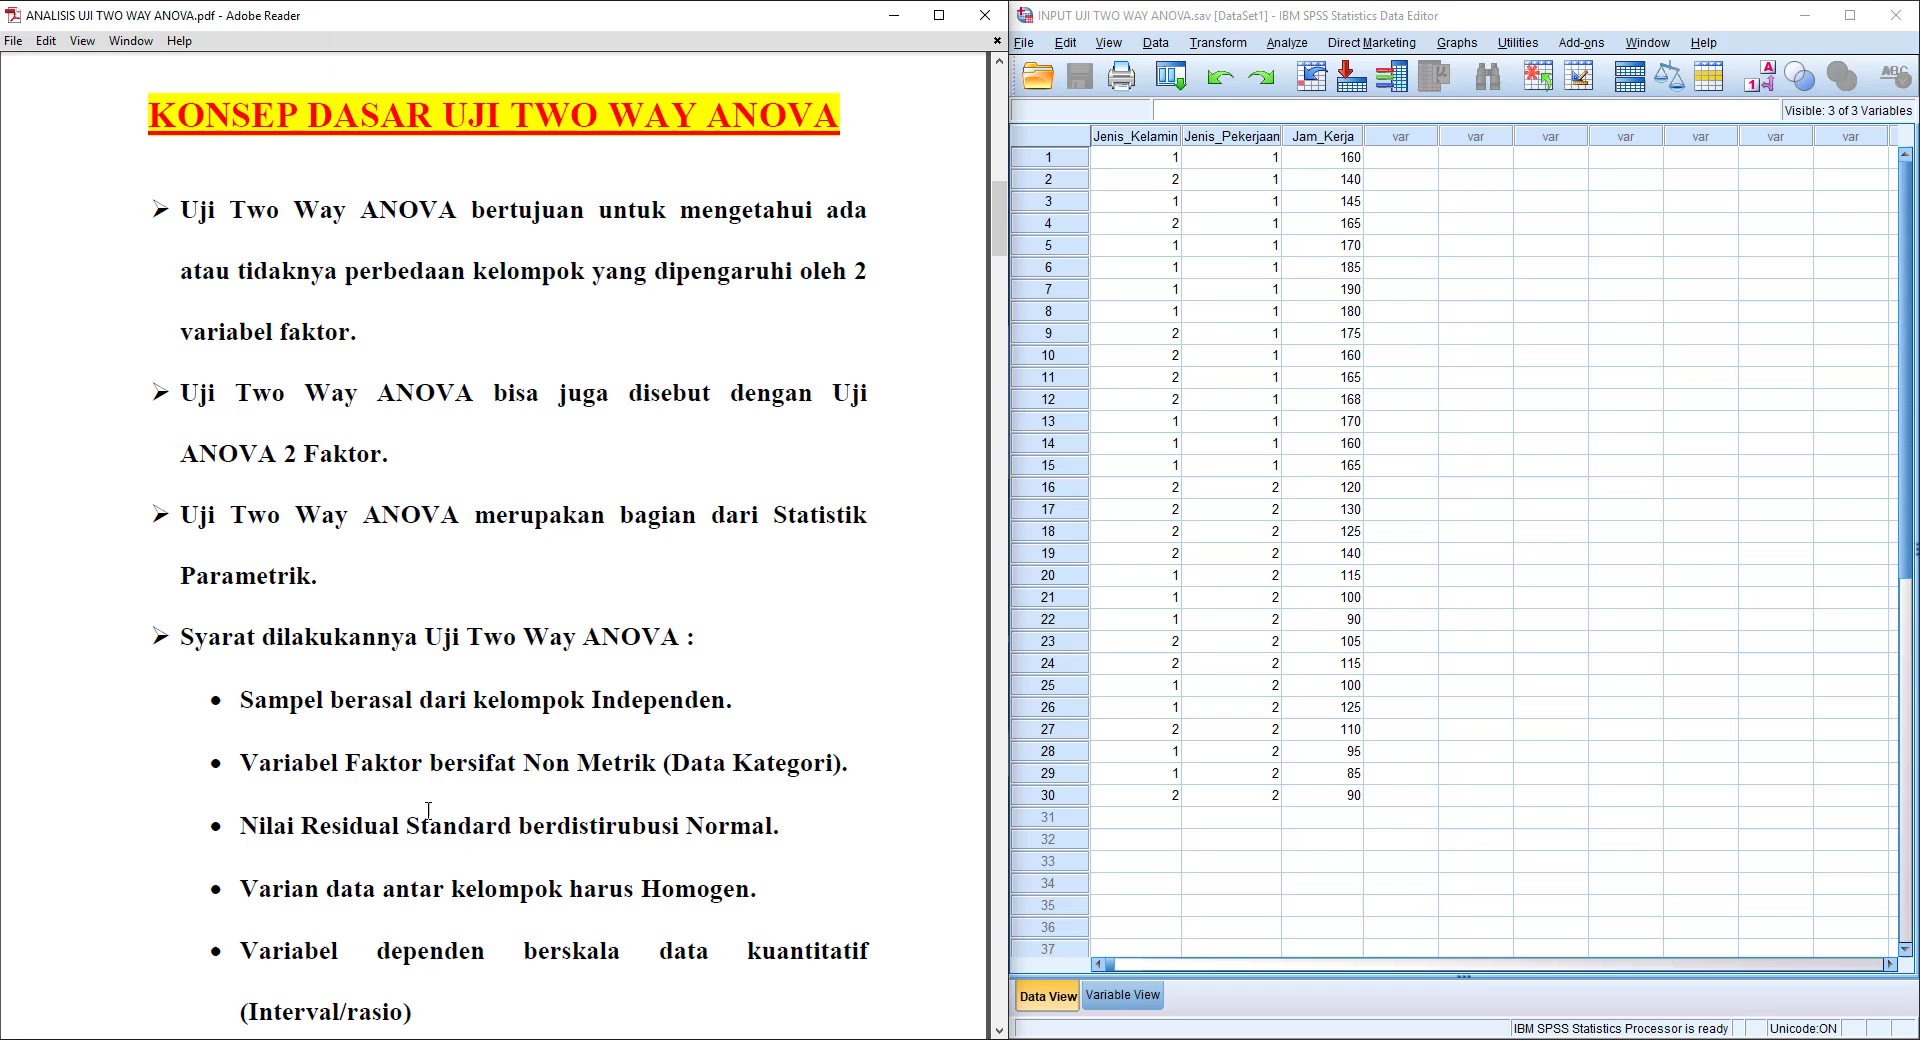 ANALISIS UJI TWO WAY ANOVA.pdf - Adobe Reader
File Edit View Window Help
KONSEP DASAR UJI TWO WAY ANOVA
Uji Two Way ANOVA bertujuan untuk mengetahui ada
atau tidaknya perbedaan kelompok yang dipengaruhi oleh 2
variabel faktor.
Uji Two Way ANOVA bisa juga disebut dengan Uji
ANOVA 2 Faktor.
Uji Two Way ANOVA merupakan bagian dari Statistik
Parametrik.
Syarat dilakukannya Uji Two Way ANOVA :
Sampel berasal dari kelompok Independen.
Variabel Faktor bersifat Non Metrik (Data Kategori).
Nilai Residual Standard berdistirubusi Normal.
Varian data antar kelompok harus Homogen.
Variabel dependen berskala data kuantitatif
(Interval/rasio)
INPUT UJI TWO WAY ANOVA.sav [DataSet1] - IBM SPSS Statistics Data Editor
File Edit View Data Transform Analyze Direct Marketing Graphs Utilities Add-ons Window Help
Visible: 3 of 3 Variables
Jenis_Kelamin Jenis_Pekerjaan Jam_Kerja var var var var var var var
1 1 1 160
2 2 1 140
3 1 1 145
4 2 1 165
5 1 1 170
6 1 1 185
7 1 1 190
8 1 1 180
9 2 1 175
10 2 1 160
11 2 1 165
12 2 1 168
13 1 1 170
14 1 1 160
15 1 1 165
16 2 2 120
17 2 2 130
18 2 2 125
19 2 2 140
20 1 2 115
21 1 2 100
22 1 2 90
23 2 2 105
24 2 2 115
25 1 2 100
26 1 2 125
27 2 2 110
28 1 2 95
29 1 2 85
30 2 2 90
31
32
33
34
35
36
37
Data View Variable View
IBM SPSS Statistics Processor is ready Unicode:ON